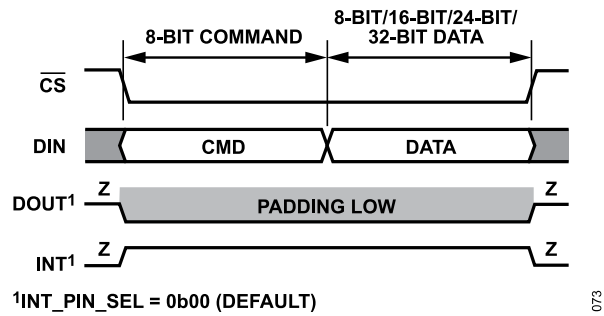 8-BIT COMMAND
8-BIT/16-BIT/24-BIT/
32-BIT DATA
CS
DIN
CMD
DATA
Z
Z
DOUT1
PADDING LOW
Z
Z
INT1
1INT_PIN_SEL = 0b00 (DEFAULT)
073